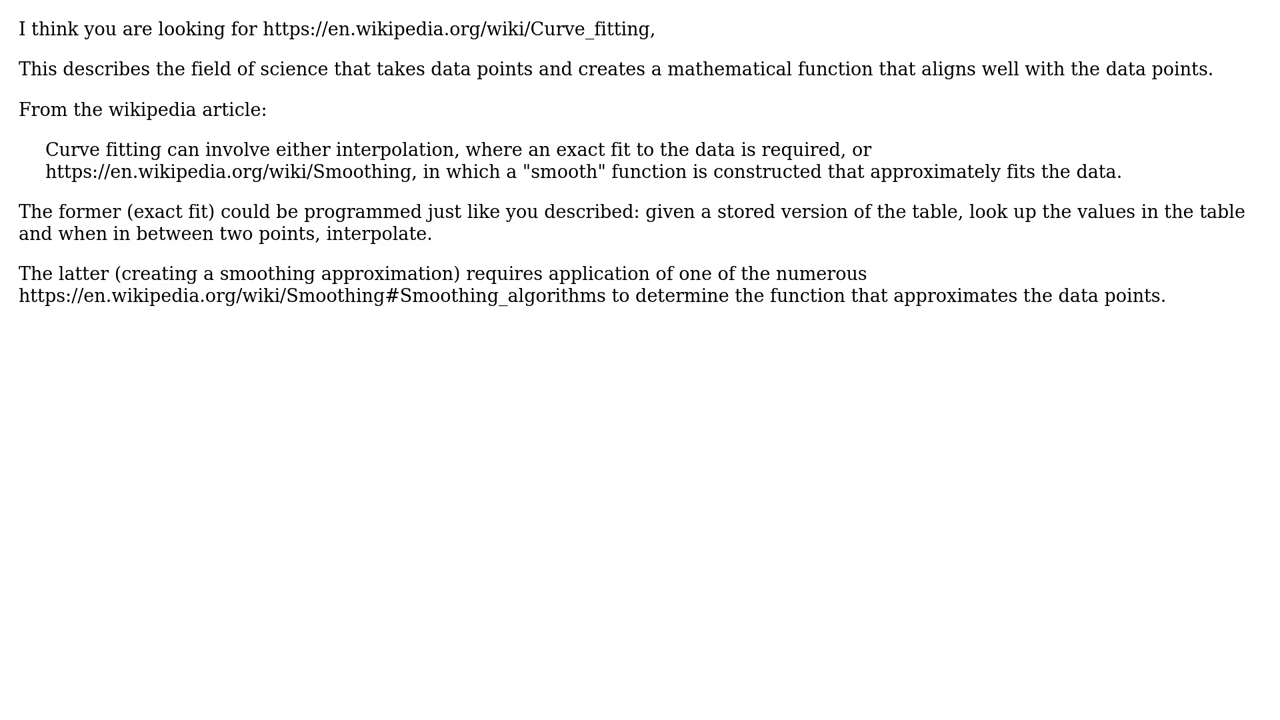 I think you are looking for https://en.wikipedia.org/wiki/Curve_fitting,
This describes the field of science that takes data points and creates a mathematical function that aligns well with the data points.
From the wikipedia article:
Curve fitting can involve either interpolation, where an exact fit to the data is required, or
https://en.wikipedia.org/wiki/Smoothing, in which a "smooth" function is constructed that approximately fits the data.
The former (exact fit) could be programmed just like you described: given a stored version of the table, look up the values in the table
and when in between two points, interpolate.
The latter (creating a smoothing approximation) requires application of one of the numerous
https://en.wikipedia.org/wiki/Smoothing#Smoothing_algorithms to determine the function that approximates the data points.